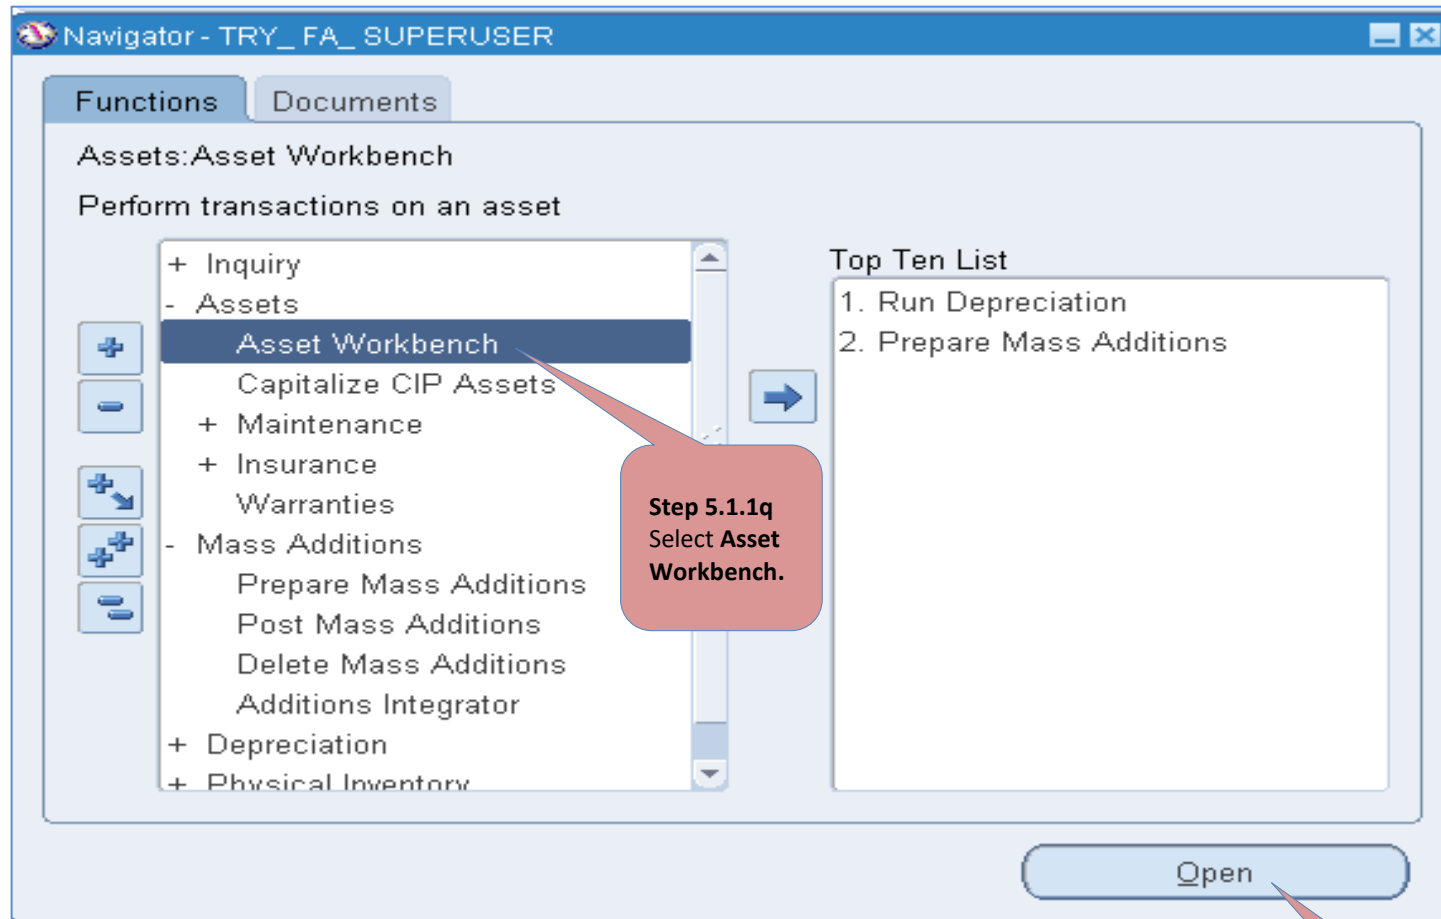 Navigator - TRY_ FA_ SUPERUSER
Functions
Documents
Assets:Asset Workbench
Perform transactions on an asset
+ Inquiry
- Assets
Asset Workbench
Capitalize CIP Assets
+ Maintenance
+ Insurance
Warranties
- Mass Additions
Prepare Mass Additions
Post Mass Additions
Delete Mass Additions
Additions Integrator
+ Depreciation
+ Physical Inventory
Top Ten List
1. Run Depreciation
2. Prepare Mass Additions
Step 5.1.1q
Select Asset
Workbench.
Open